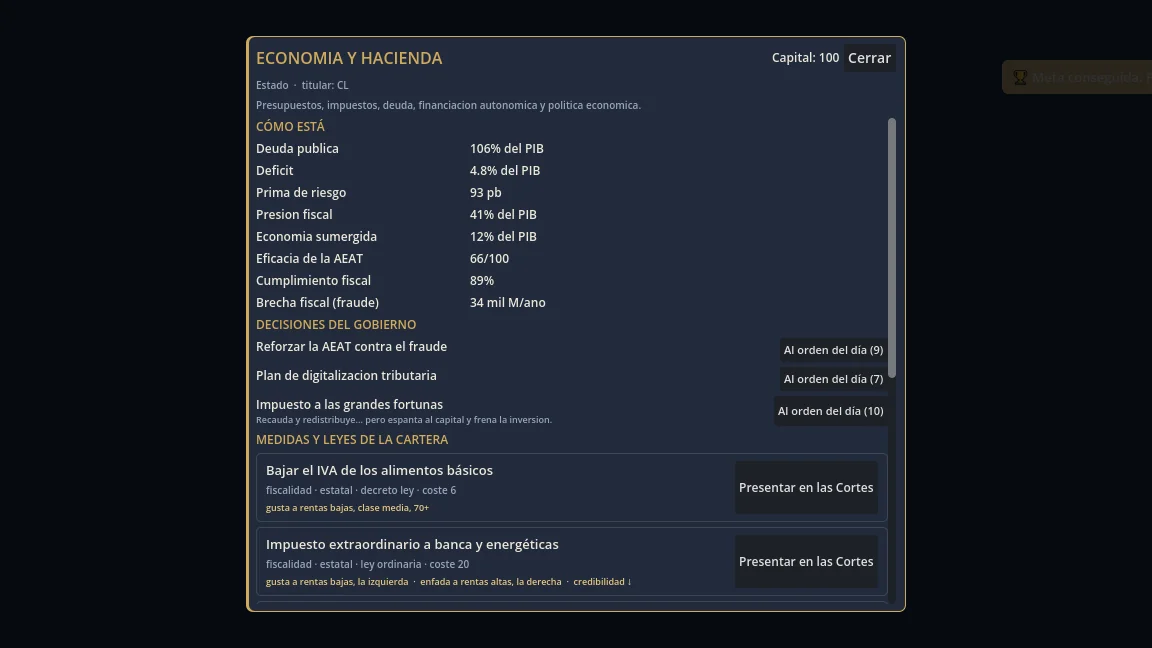 ECONOMIA Y HACIENDA
Capital: 100
Cerrar
Estado · titular: CL
Presupuestos, impuestos, deuda, financiacion autonomica y politica economica.
CÓMO ESTÁ
Deuda publica 106% del PIB
Deficit 4.8% del PIB
Prima de riesgo 93 pb
Presion fiscal 41% del PIB
Economia sumergida 12% del PIB
Eficacia de la AEAT 66/100
Cumplimiento fiscal 89%
Brecha fiscal (fraude) 34 mil M/ano
DECISIONES DEL GOBIERNO
Reforzar la AEAT contra el fraude
Al orden del día (9)
Plan de digitalizacion tributaria
Al orden del día (7)
Impuesto a las grandes fortunas
Recauda y redistribuye... pero espanta al capital y frena la inversion.
Al orden del día (10)
MEDIDAS Y LEYES DE LA CARTERA
Bajar el IVA de los alimentos básicos
fiscalidad · estatal · decreto ley · coste 6
gusta a rentas bajas, clase media, 70+
Presentar en las Cortes
Impuesto extraordinario a banca y energéticas
fiscalidad · estatal · ley ordinaria · coste 20
gusta a rentas bajas, la izquierda · enfada a rentas altas, la derecha · credibilidad ↓
Presentar en las Cortes
Meta conseguida: